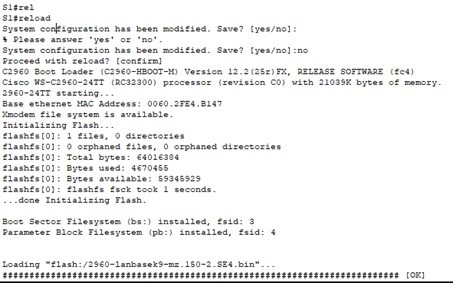 S1#rel
S1#reload
System configuration has been modified. Save? [yes/no]:
% Please answer 'yes' or 'no'.
System configuration has been modified. Save? [yes/no]:no
Proceed with reload? [confirm]
C2960 Boot Loader (C2960-HBOOT-M) Version 12.2(25r)FX, RELEASE SOFTWARE (fc4)
Cisco WS-C2960-24TT (RC32300) processor (revision C0) with 21039K bytes of memory.
2960-24TT starting...
Base ethernet MAC Address: 0060.2FE4.B147
Xmodem file system is available.
Initializing Flash...
flashfs[0]: 1 files, 0 directories
flashfs[0]: 0 orphaned files, 0 orphaned directories
flashfs[0]: Total bytes: 64016384
flashfs[0]: Bytes used: 4670455
flashfs[0]: Bytes available: 59345929
flashfs[0]: flashfs fsck took 1 seconds.
...done Initializing Flash.

Boot Sector Filesystem (bs:) installed, fsid: 3
Parameter Block Filesystem (pb:) installed, fsid: 4

Loading "flash:/2960-lanbasek9-mz.150-2.SE4.bin"...
########################################################################## [OK]